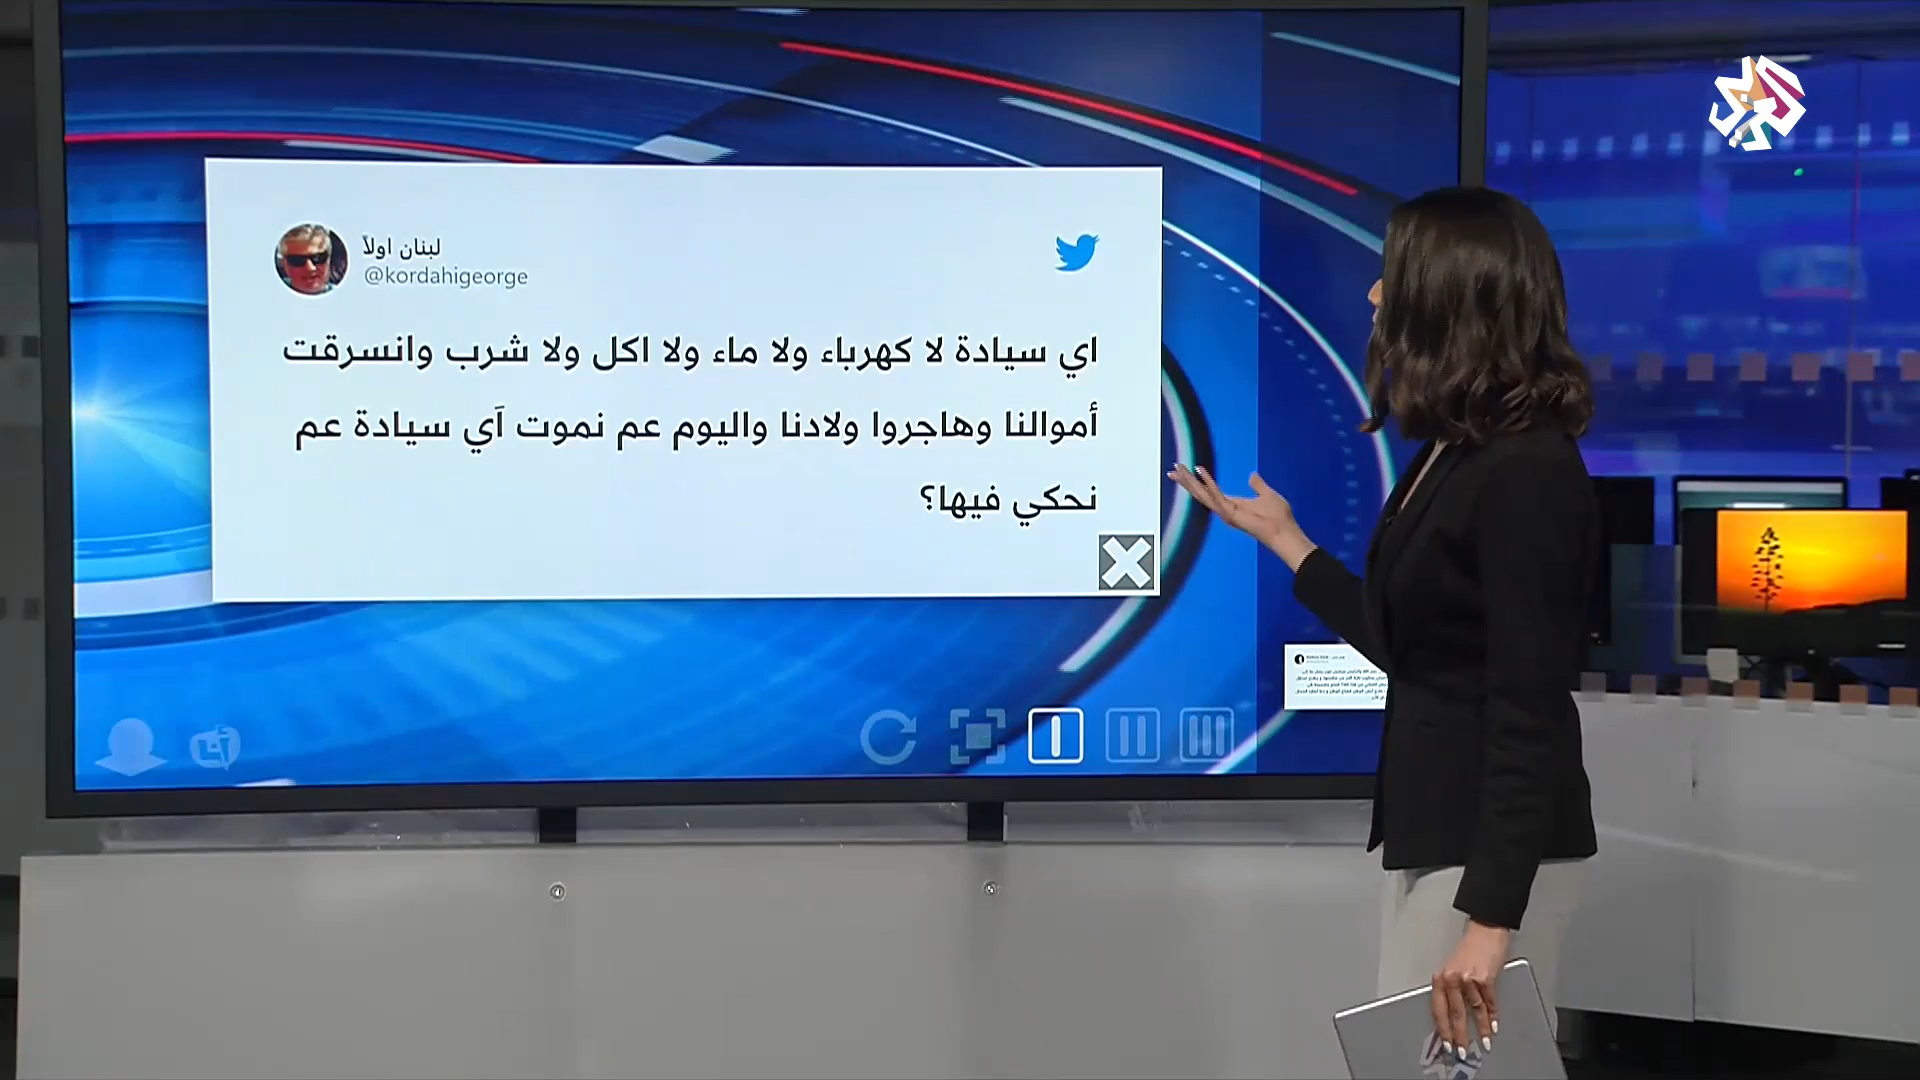 لبنان اولاً
@kordahigeorge
اي سيادة لا كهرباء ولا ماء ولا اكل ولا شرب وانسرقت
أموالنا وهاجروا ولادنا واليوم عم نموت آي سيادة عم
نحكي فيها؟